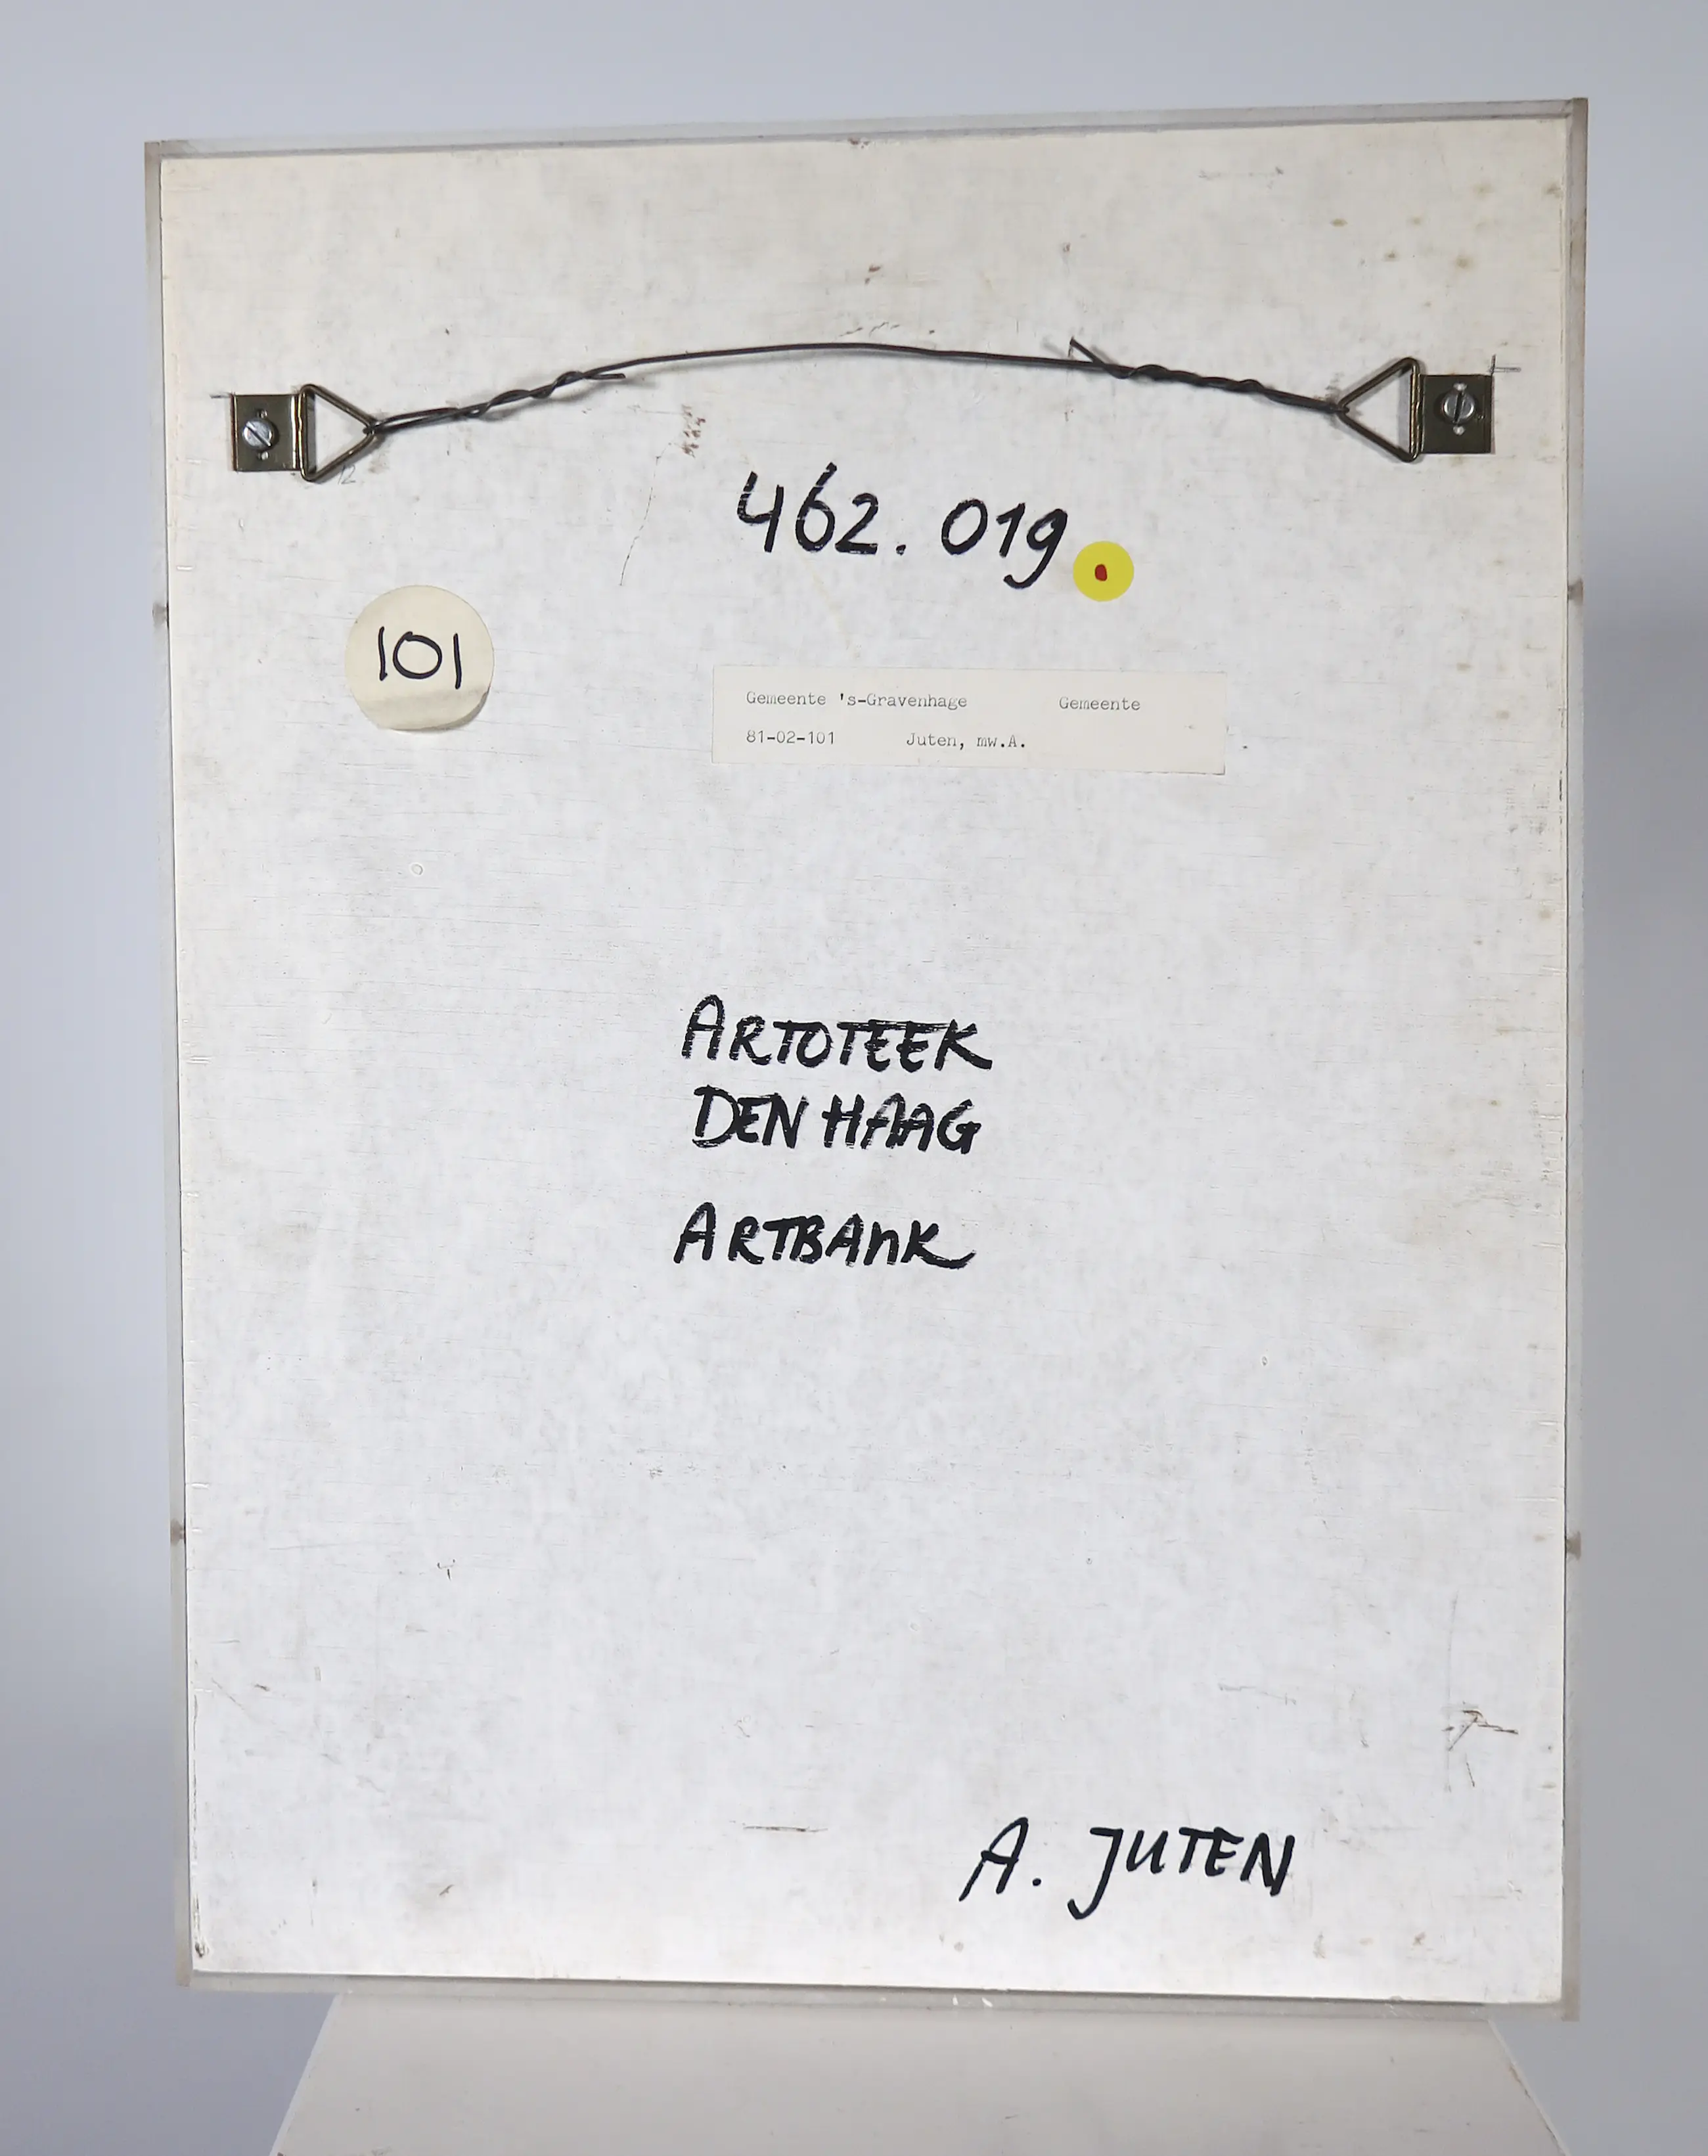 462.019
101
Gemeente 's-Gravenhage Gemeente
81-02-101 Juten, mw.A.
ARTOTEEK
DEN HAAG
ARTBANK
A. JUTEN